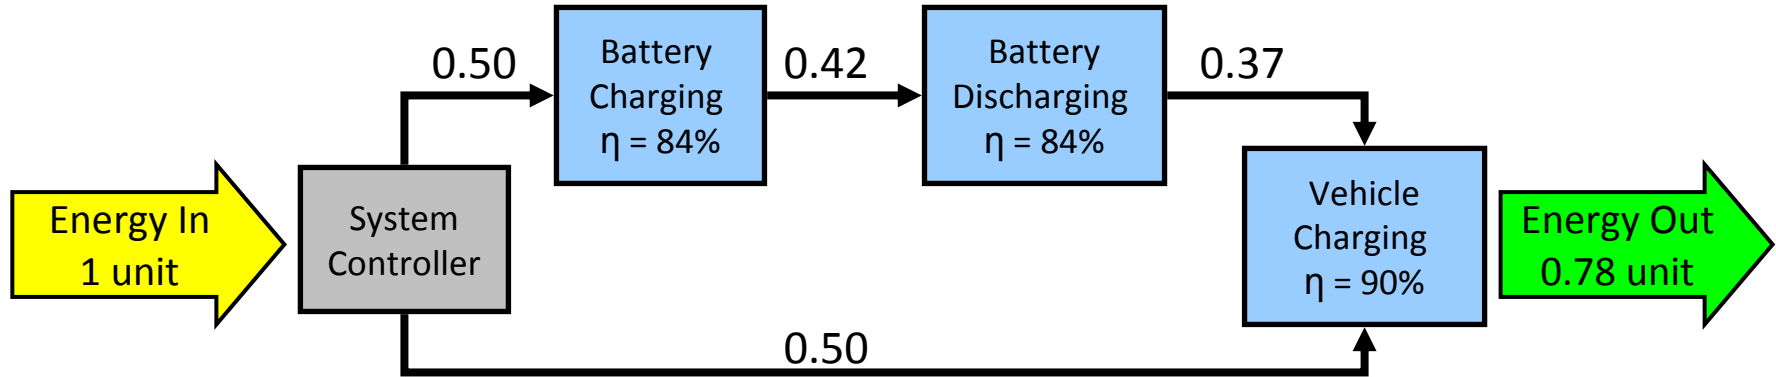 Energy In
1 unit
System
Controller
0.50
Battery
Charging
η = 84%
0.42
Battery
Discharging
η = 84%
0.37
0.50
Vehicle
Charging
η = 90%
Energy Out
0.78 unit